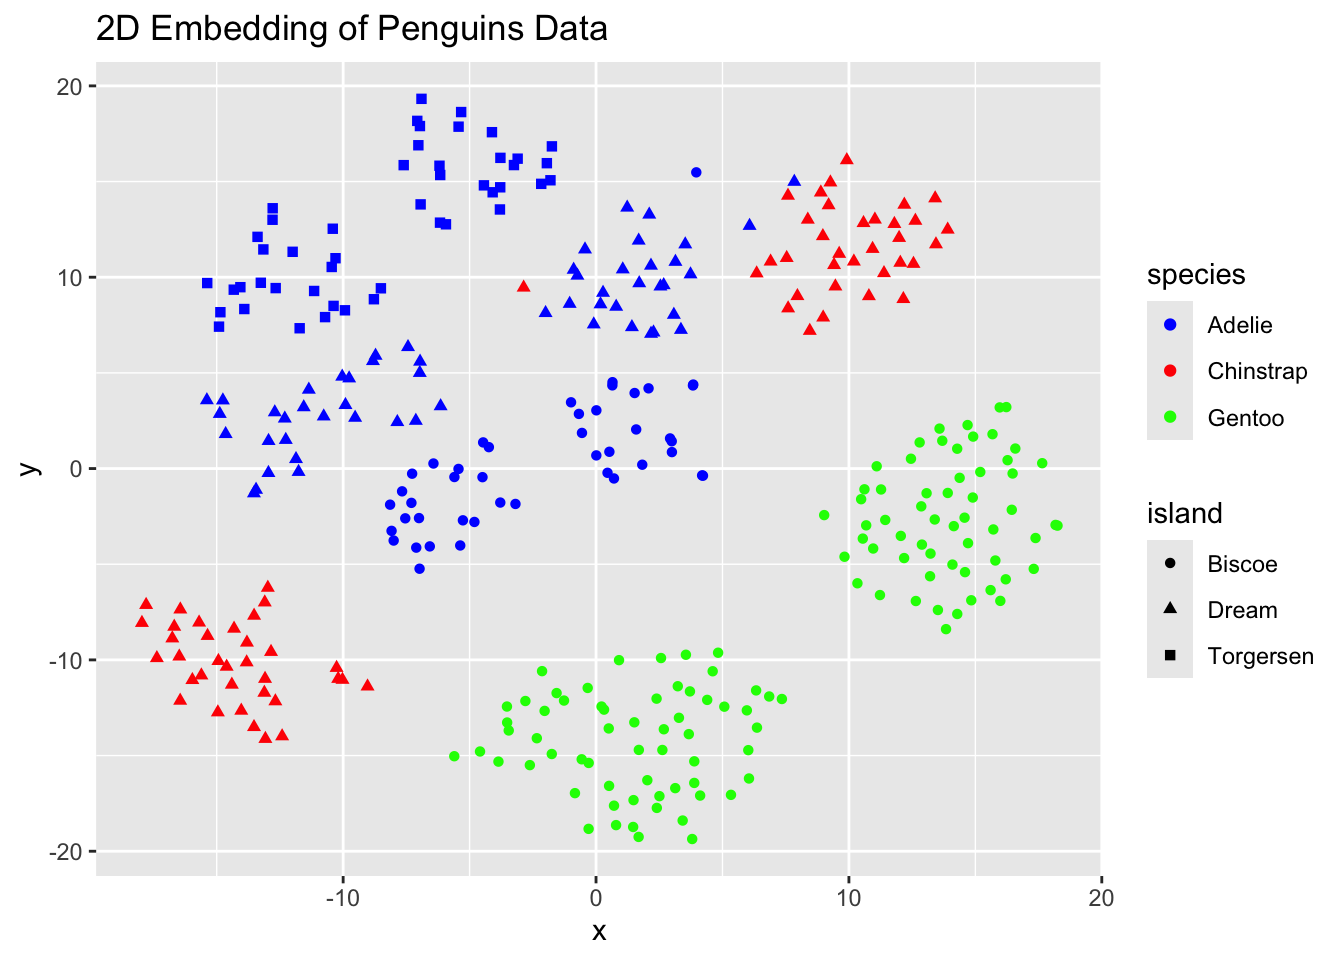 2D Embedding of Penguins Data
20
10
0
-10
-20
y
-10
0
10
20
x
species
Adelie
Chinstrap
Gentoo
island
Biscoe
Dream
Torgersen